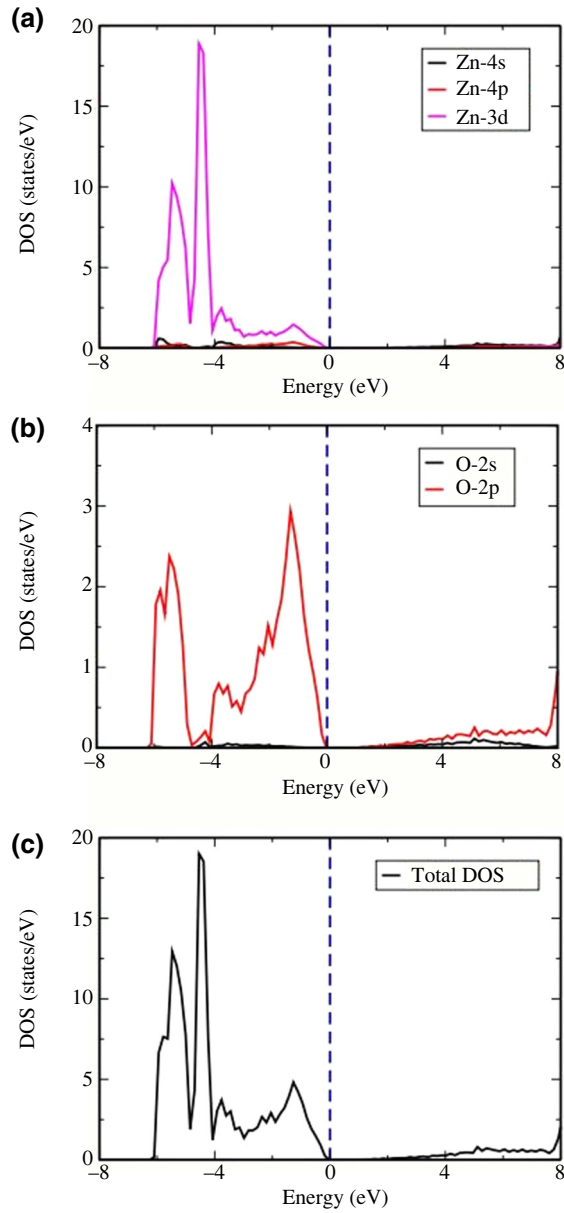 (a)
20
15
10
5
0
DOS (states/eV)
Zn-4s
Zn-4p
Zn-3d
−8 −4 0 4 8
Energy (eV)
(b)
4
3
2
1
0
DOS (states/eV)
O-2s
O-2p
−8 −4 0 4 8
Energy (eV)
(c)
20
15
10
5
0
DOS (states/eV)
Total DOS
−8 −4 0 4 8
Energy (eV)